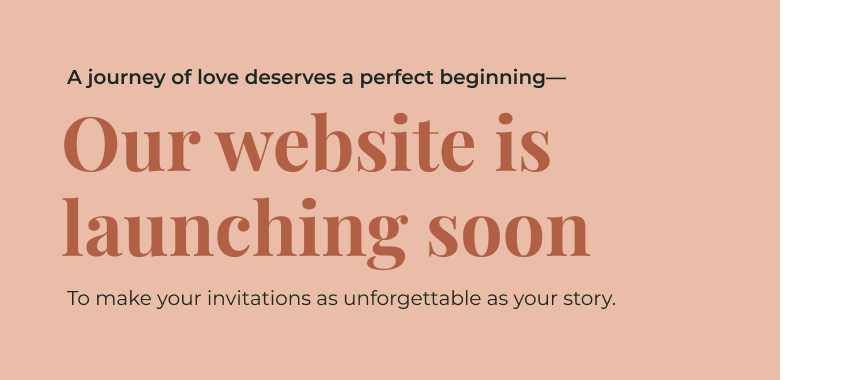 A journey of love deserves a perfect beginning—
Our website is
launching soon
To make your invitations as unforgettable as your story.